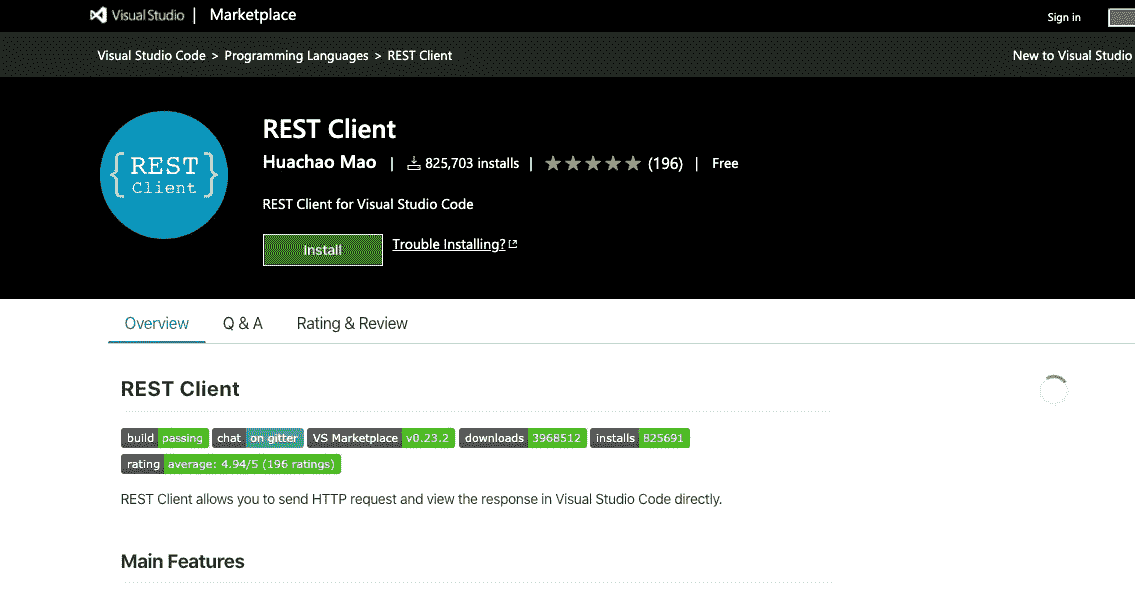 Visual Studio | Marketplace
Sign in
Visual Studio Code > Programming Languages > REST Client
New to Visual Studio
{ REST
Client }
REST Client
Huachao Mao | 825,703 installs | (196) | Free
REST Client for Visual Studio Code
Install
Trouble Installing?
Overview Q & A Rating & Review
REST Client
build passing chat on gitter VS Marketplace v0.23.2 downloads 3968512 installs 825691
rating average: 4.94/5 (196 ratings)
REST Client allows you to send HTTP request and view the response in Visual Studio Code directly.
Main Features